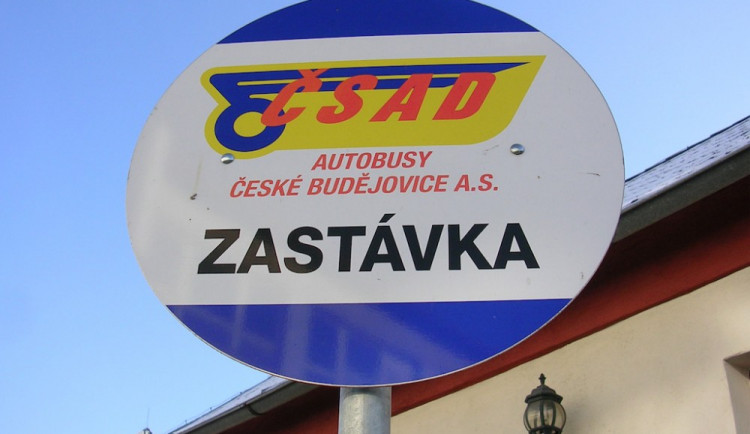 ČSAD
AUTOBUSY
ČESKÉ BUDĚJOVICE A.S.
ZASTÁVKA